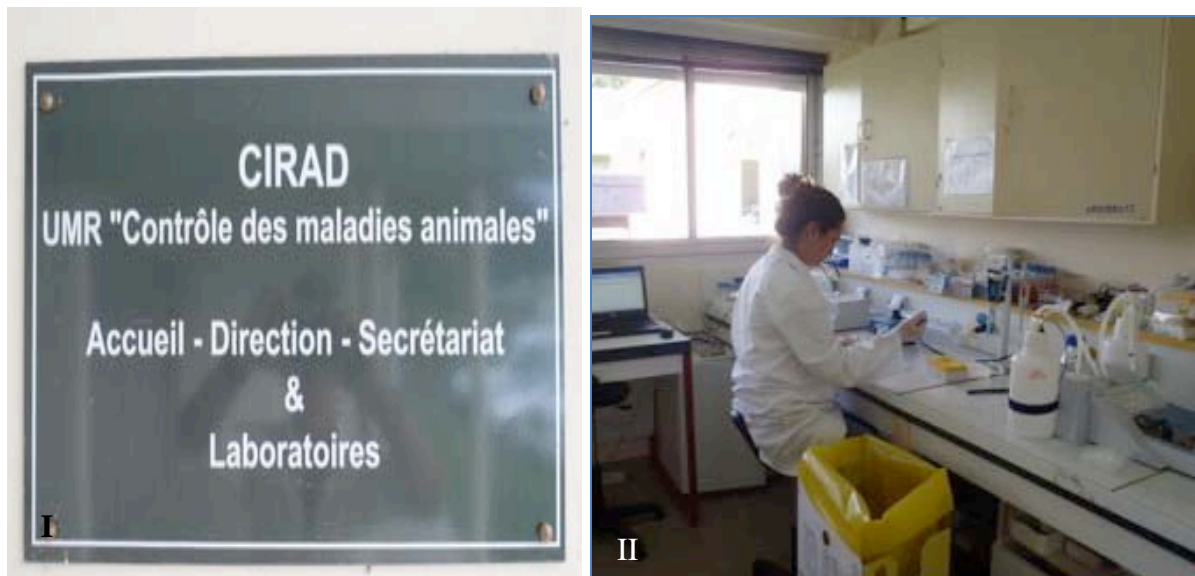 CIRAD
UMR "Contrôle des maladies animales"
Accueil - Direction - Secrétariat
&
Laboratoires
I
II